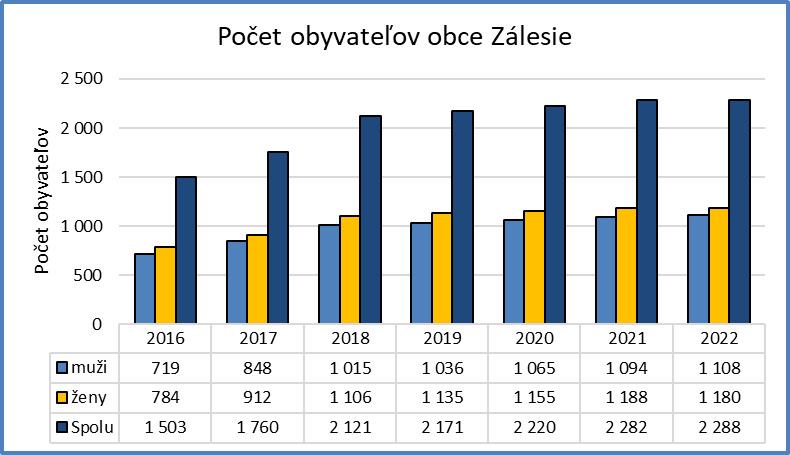 Počet obyvateľov obce Zálesie
Počet obyvateľov
2 500
2 000
1 500
1 000
500
0
2016 2017 2018 2019 2020 2021 2022
muži 719 848 1 015 1 036 1 065 1 094 1 108
ženy 784 912 1 106 1 135 1 155 1 188 1 180
Spolu 1 503 1 760 2 121 2 171 2 220 2 282 2 288